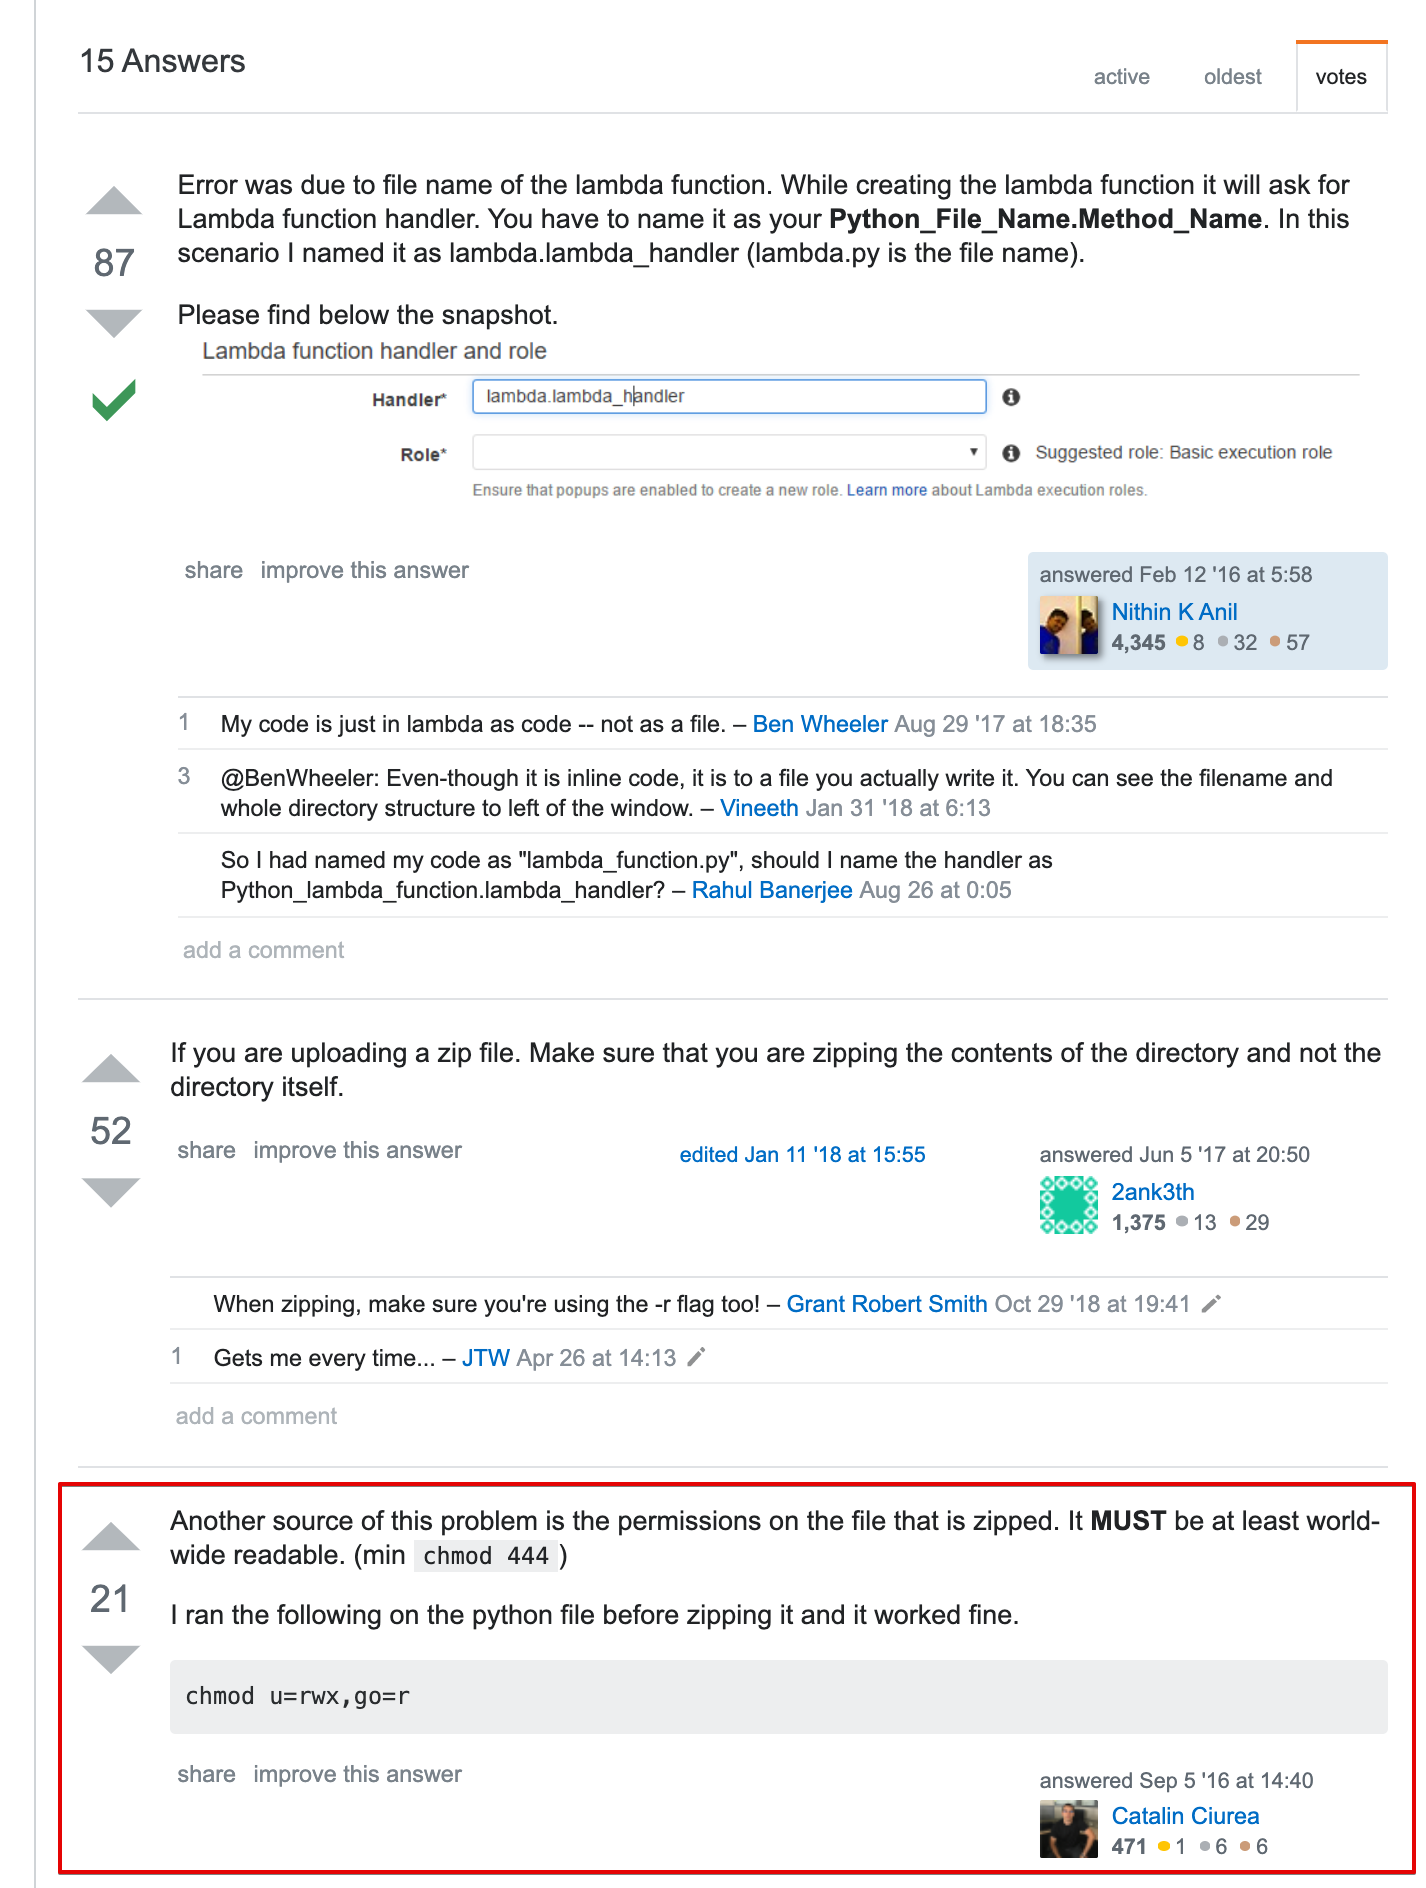 15 Answers
active oldest votes
Error was due to file name of the lambda function. While creating the lambda function it will ask for
Lambda function handler. You have to name it as your Python_File_Name.Method_Name. In this
scenario I named it as lambda.lambda_handler (lambda.py is the file name).
87
Please find below the snapshot.
Lambda function handler and role
Handler* lambda.lambda_handler
Role* Suggested role: Basic execution role
Ensure that popups are enabled to create a new role. Learn more about Lambda execution roles.
share improve this answer
answered Feb 12 '16 at 5:58
Nithin K Anil
4,345 8 32 57
1 My code is just in lambda as code -- not as a file. – Ben Wheeler Aug 29 '17 at 18:35
3 @BenWheeler: Even-though it is inline code, it is to a file you actually write it. You can see the filename and
whole directory structure to left of the window. – Vineeth Jan 31 '18 at 6:13
So I had named my code as "lambda_function.py", should I name the handler as
Python_lambda_function.lambda_handler? – Rahul Banerjee Aug 26 at 0:05
add a comment
If you are uploading a zip file. Make sure that you are zipping the contents of the directory and not the
directory itself.
52
share improve this answer
edited Jan 11 '18 at 15:55
answered Jun 5 '17 at 20:50
2ank3th
1,375 13 29
When zipping, make sure you're using the -r flag too! – Grant Robert Smith Oct 29 '18 at 19:41
1 Gets me every time... – JTW Apr 26 at 14:13
add a comment
Another source of this problem is the permissions on the file that is zipped. It MUST be at least world-
wide readable. (min chmod 444 )
21
I ran the following on the python file before zipping it and it worked fine.
chmod u=rwx,go=r
share improve this answer
answered Sep 5 '16 at 14:40
Catalin Ciurea
471 1 6 6